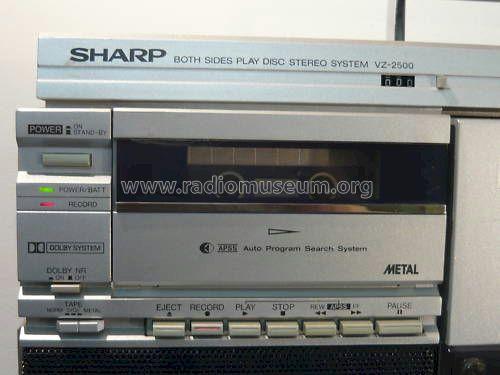 SHARP BOTH SIDES PLAY DISC STEREO SYSTEM VZ-2500
000
POWER ON
STAND-BY
POWER/BATT
RECORD
www.radiomuseum.org
DOLBY SYSTEM
APSS Auto Program Search System
METAL
DOLBY NR
ON OFF
TAPE
NORM METAL
EJECT RECORD PLAY STOP REW APSS FF PAUSE